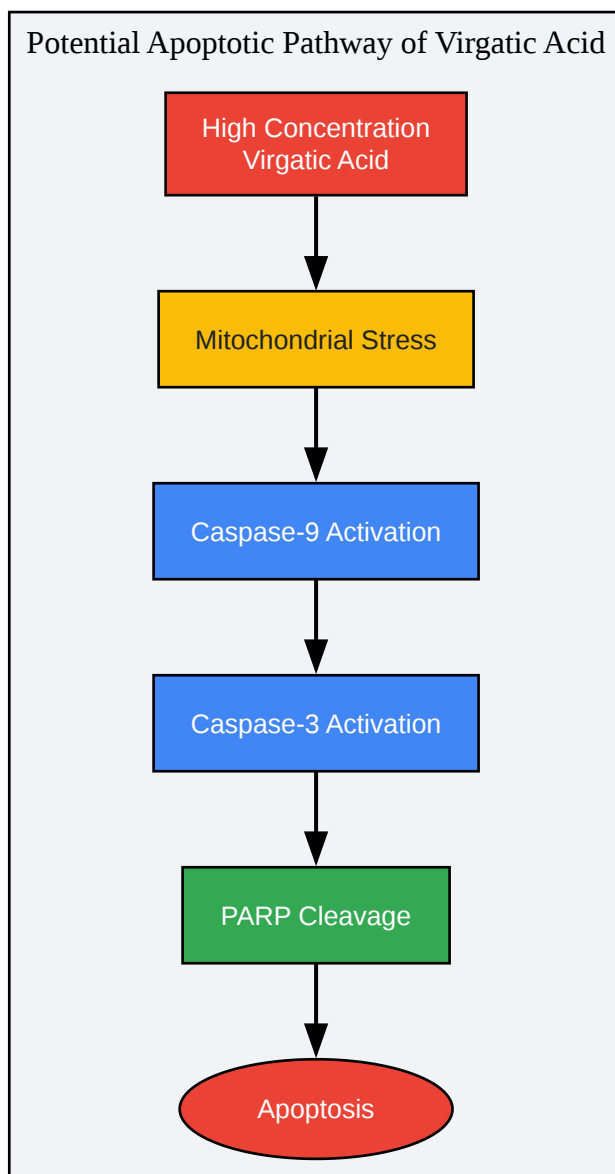 Potential Apoptotic Pathway of Virgatic Acid
High Concentration
Virgatic Acid
Mitochondrial Stress
Caspase-9 Activation
Caspase-3 Activation
PARP Cleavage
Apoptosis